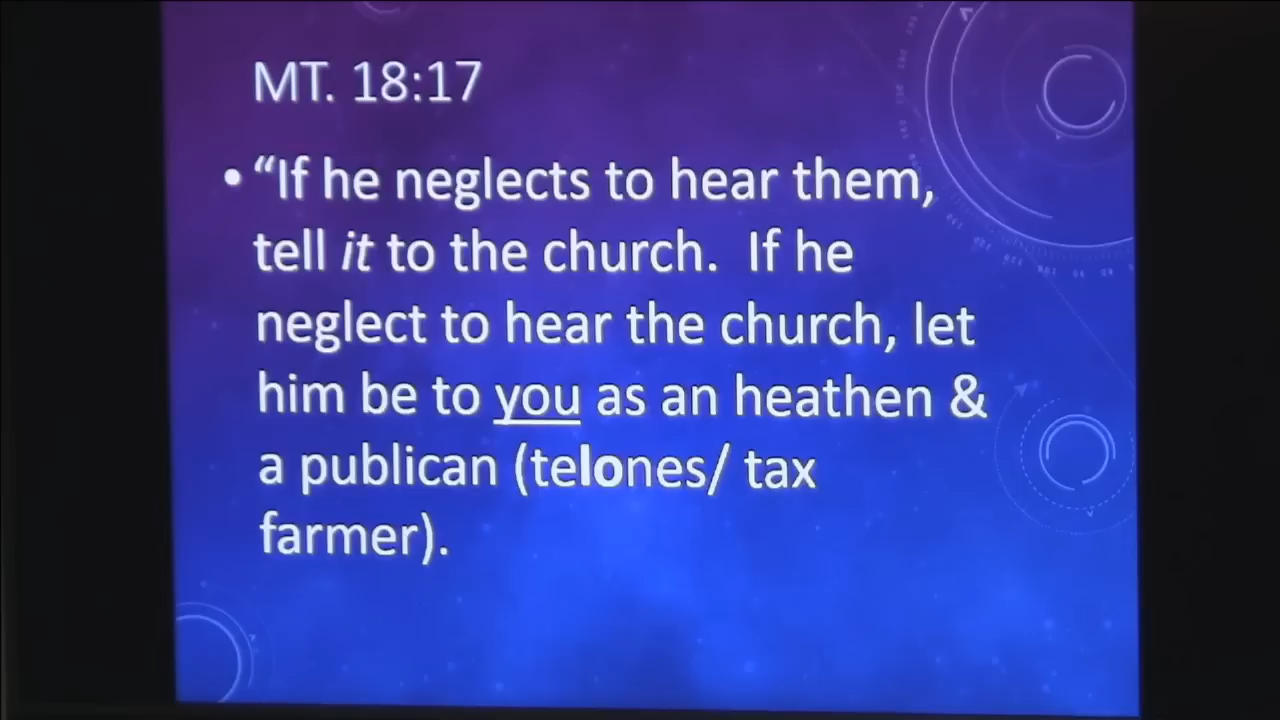 MT. 18:17
• “If he neglects to hear them,
tell it to the church.  If he
neglect to hear the church, let
him be to you as an heathen &
a publican (telones/ tax
farmer).